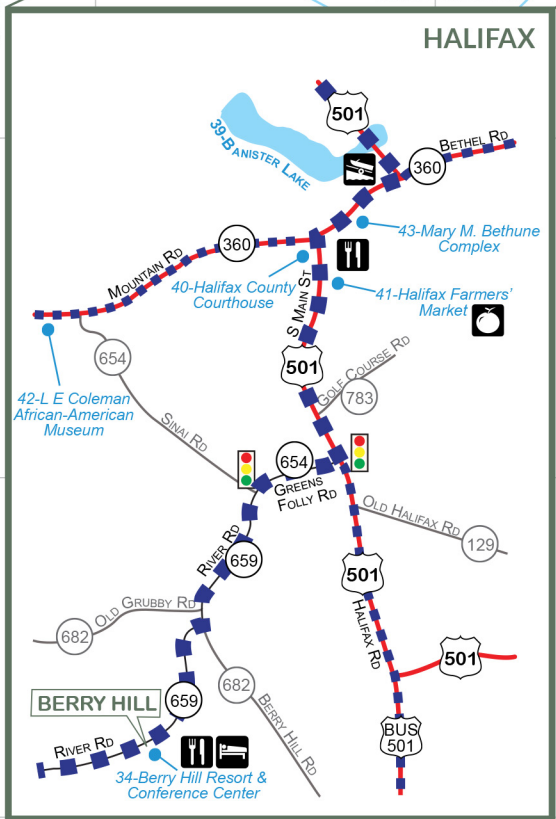 HALIFAX
501
39-BANISTER LAKE
BETHEL RD
360
43-Mary M. Bethune
Complex
360
MOUNTAIN RD
40-Halifax County
Courthouse
S MAIN ST
41-Halifax Farmers'
Market
501
GOLF COURSE RD
783
654
42-L E Coleman
African-American
Museum
SINAI RD
654
GREENS
FOLLY RD
OLD HALIFAX RD
129
RIVER RD
659
501
HALIFAX RD
OLD GRUBBY RD
682
501
682
BERRY HILL RD
659
BERRY HILL
BUS
501
RIVER RD
34-Berry Hill Resort &
Conference Center